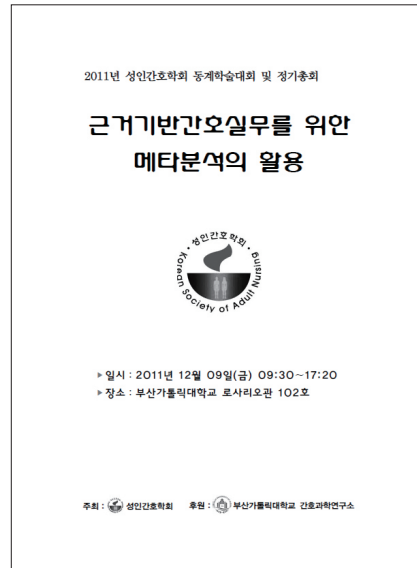 2011년 성인간호학회 동계학술대회 및 정기총회
근거기반간호실무를 위한
메타분석의 활용
• 성인간호학회 •
Korean Society of Adult Nursing
▶일시 : 2011년 12월 09일(금) 09:30~17:20
▶장소 : 부산가톨릭대학교 로사리오관 102호
주최 : 성인간호학회 후원 : 부산가톨릭대학교 간호과학연구소